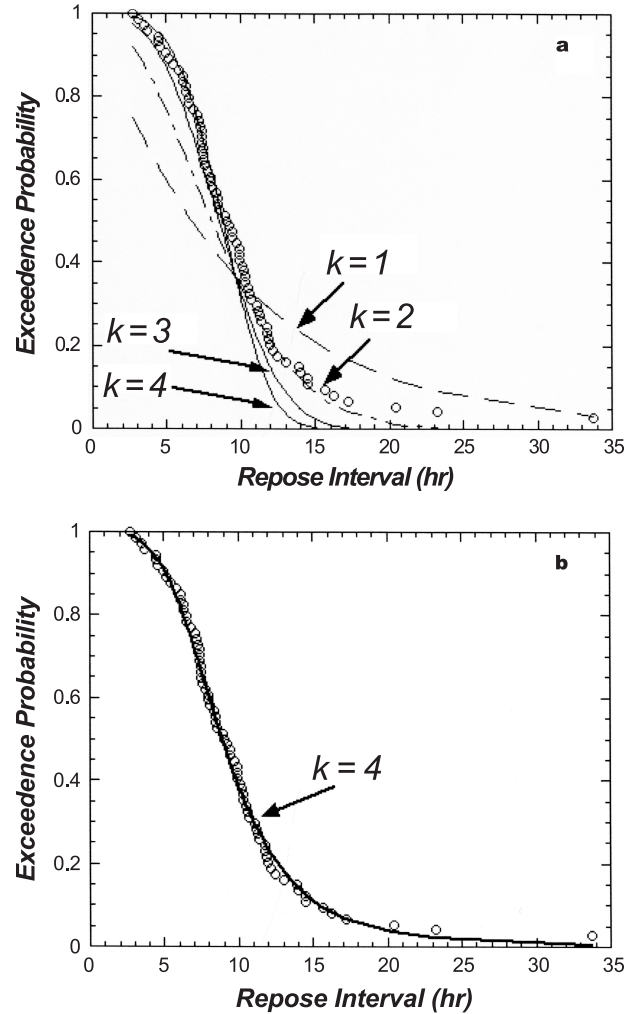 1
0.8
0.6
0.4
0.2
0
Exceedence Probability
a
k = 1
k = 2
k = 3
k = 4
0 5 10 15 20 25 30 35
Repose Interval (hr)
1
0.8
0.6
0.4
0.2
0
Exceedence Probability
b
k = 4
0 5 10 15 20 25 30 35
Repose Interval (hr)